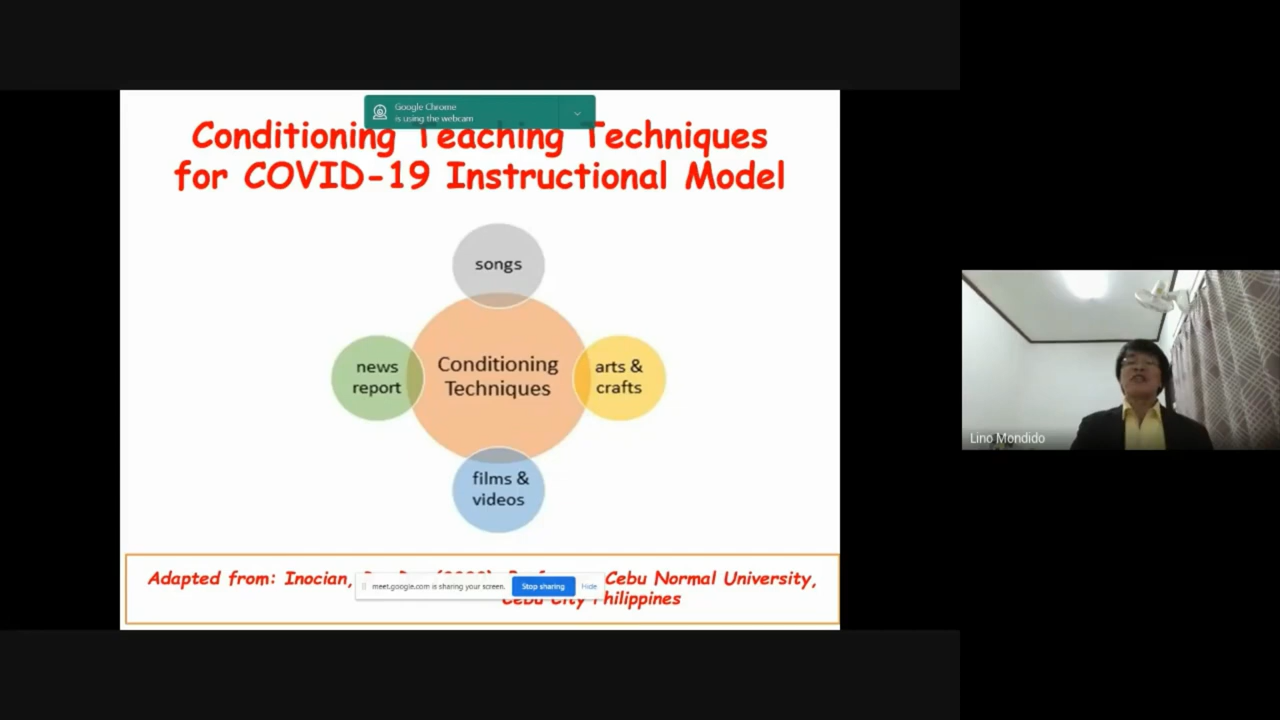 Google Chrome
is using the webcam
Conditioning Teaching Techniques
for COVID-19 Instructional Model
songs
news
report
Conditioning
Techniques
arts &
crafts
films &
videos
Adapted from: Inocian, Cebu Normal University,
meet.google.com is sharing your screen. Stop sharing Hide
Cebu City Philippines
Lino Mondido